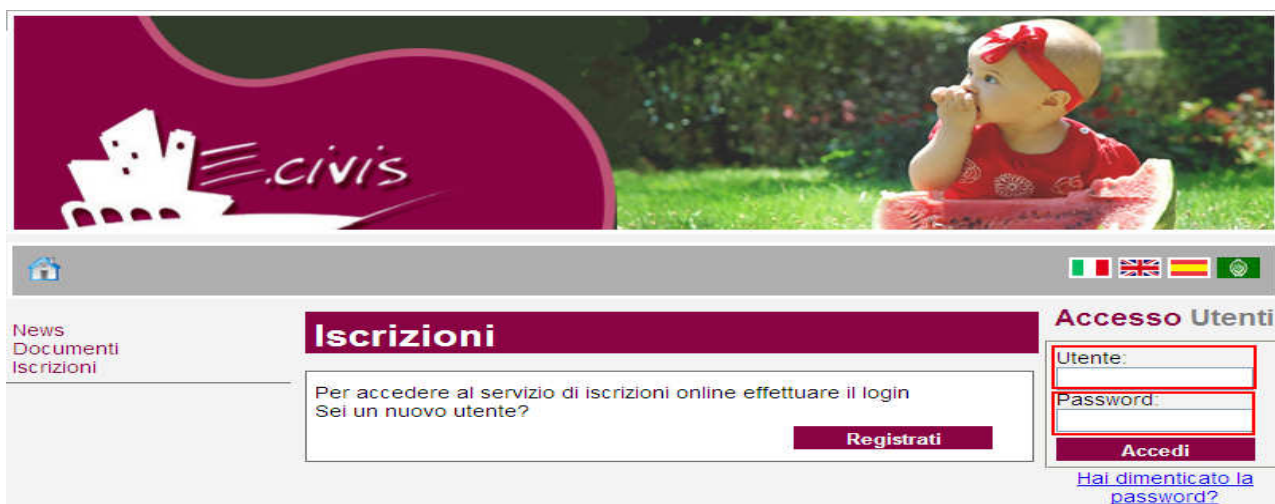 E.civis
News
Documenti
Iscrizioni
Iscrizioni
Per accedere al servizio di iscrizioni online effettuare il login
Sei un nuovo utente?
Registrati
Accesso Utenti
Utente:
Password:
Accedi
Hai dimenticato la
password?